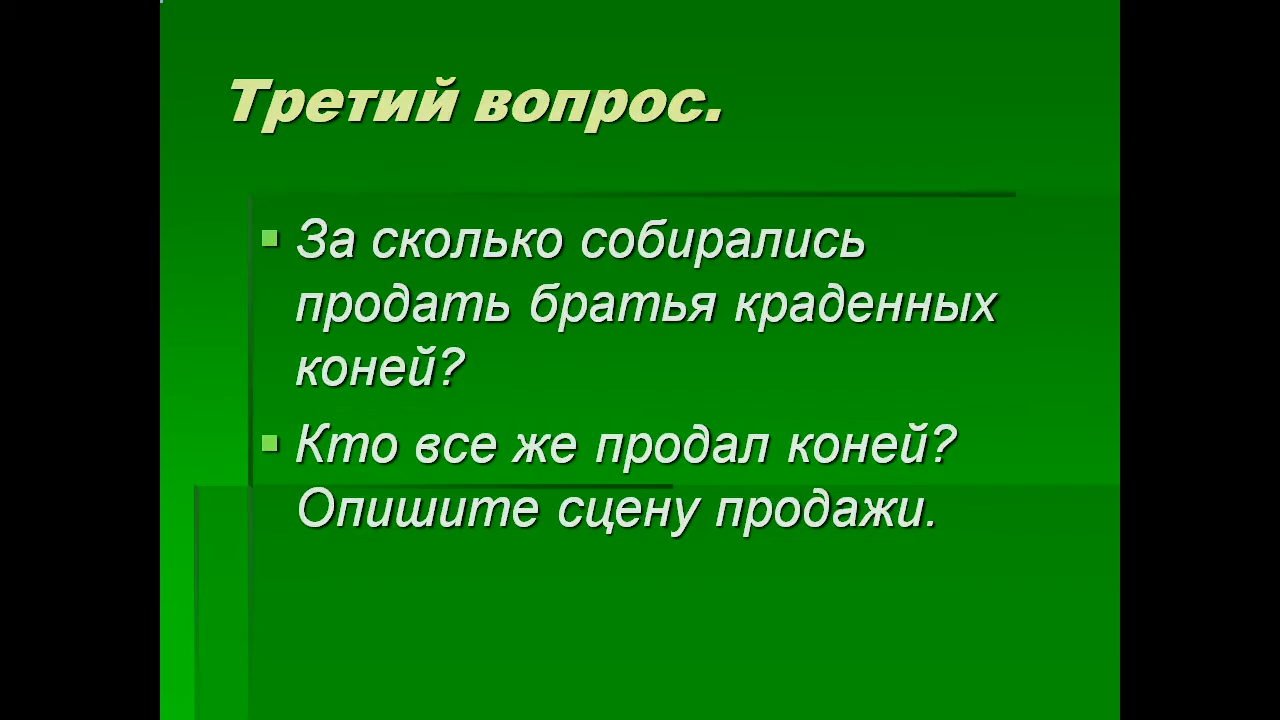 Третий вопрос.
За сколько собирались
продать братья краденных
коней?
Кто все же продал коней?
Опишите сцену продажи.